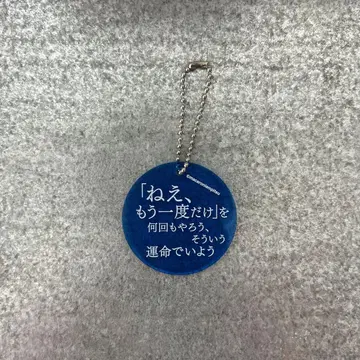 「ねえ、
もう一度だけ」を
何回もやろう、
そういう
運命でいよう